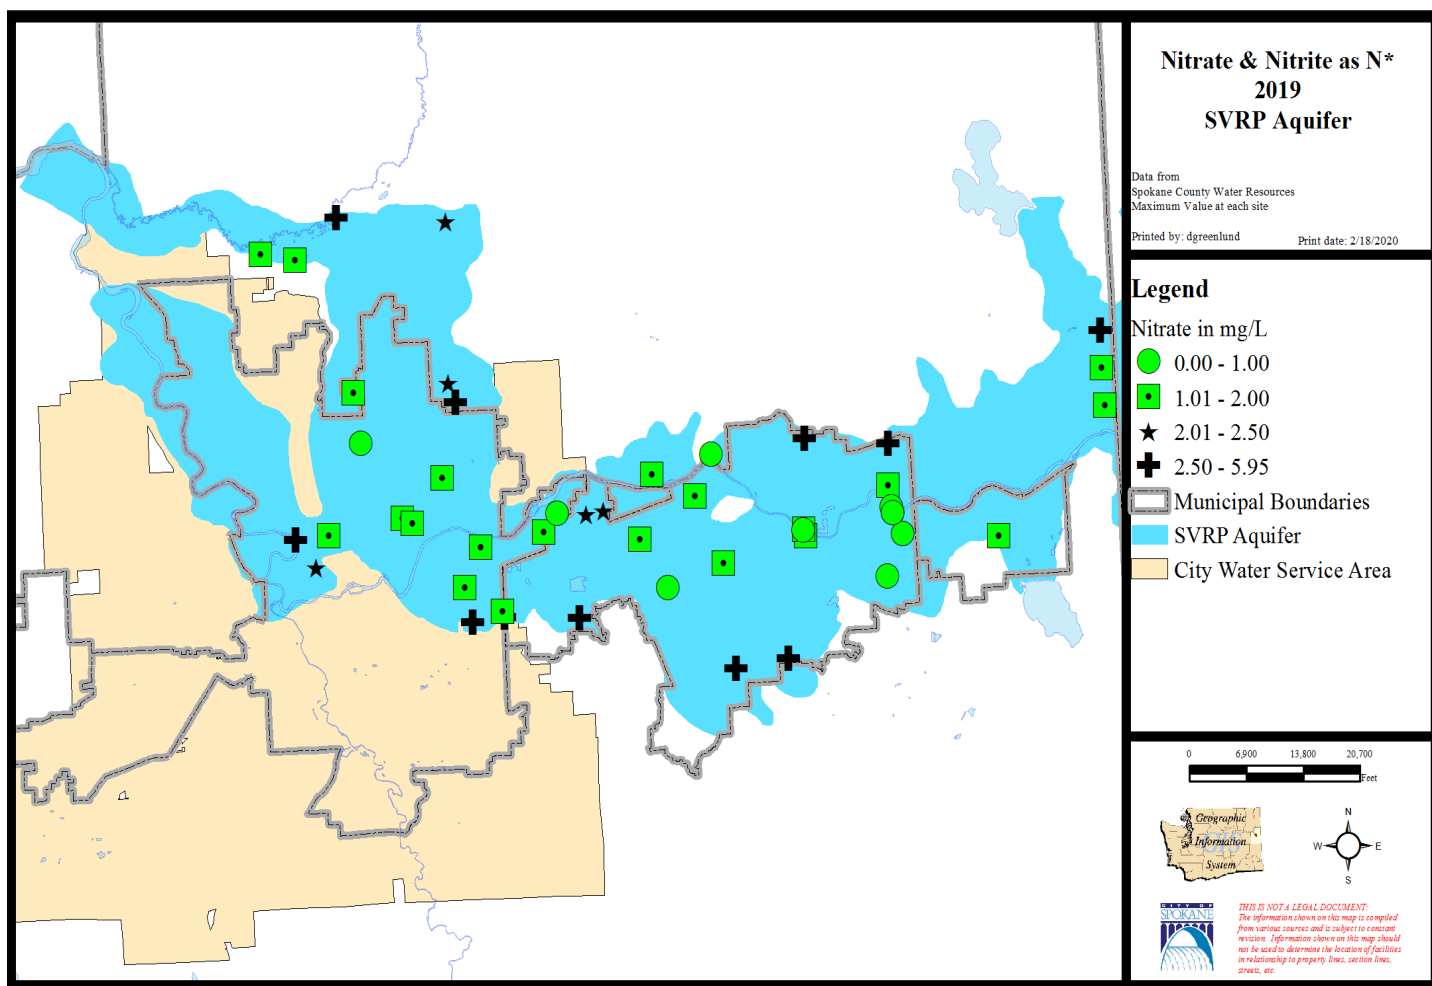 Nitrate & Nitrite as N*
2019
SVRP Aquifer
Data from
Spokane County Water Resources
Maximum Value at each site
Printed by: dgreenlund
Print date: 2/18/2020
Legend
Nitrate in mg/L
0.00 - 1.00
1.01 - 2.00
2.01 - 2.50
2.50 - 5.95
Municipal Boundaries
SVRP Aquifer
City Water Service Area
0 6,900 13,800 20,700
Feet
Geographic
Information
System
GIS
N
W E
S
CITY OF
SPOKANE
THIS IS NOT A LEGAL DOCUMENT:
The information shown on this map is compiled
from various sources and is subject to constant
revision. Information shown on this map should
not be used to determine the location of facilities
in relationship to property lines, section lines,
streets, etc.